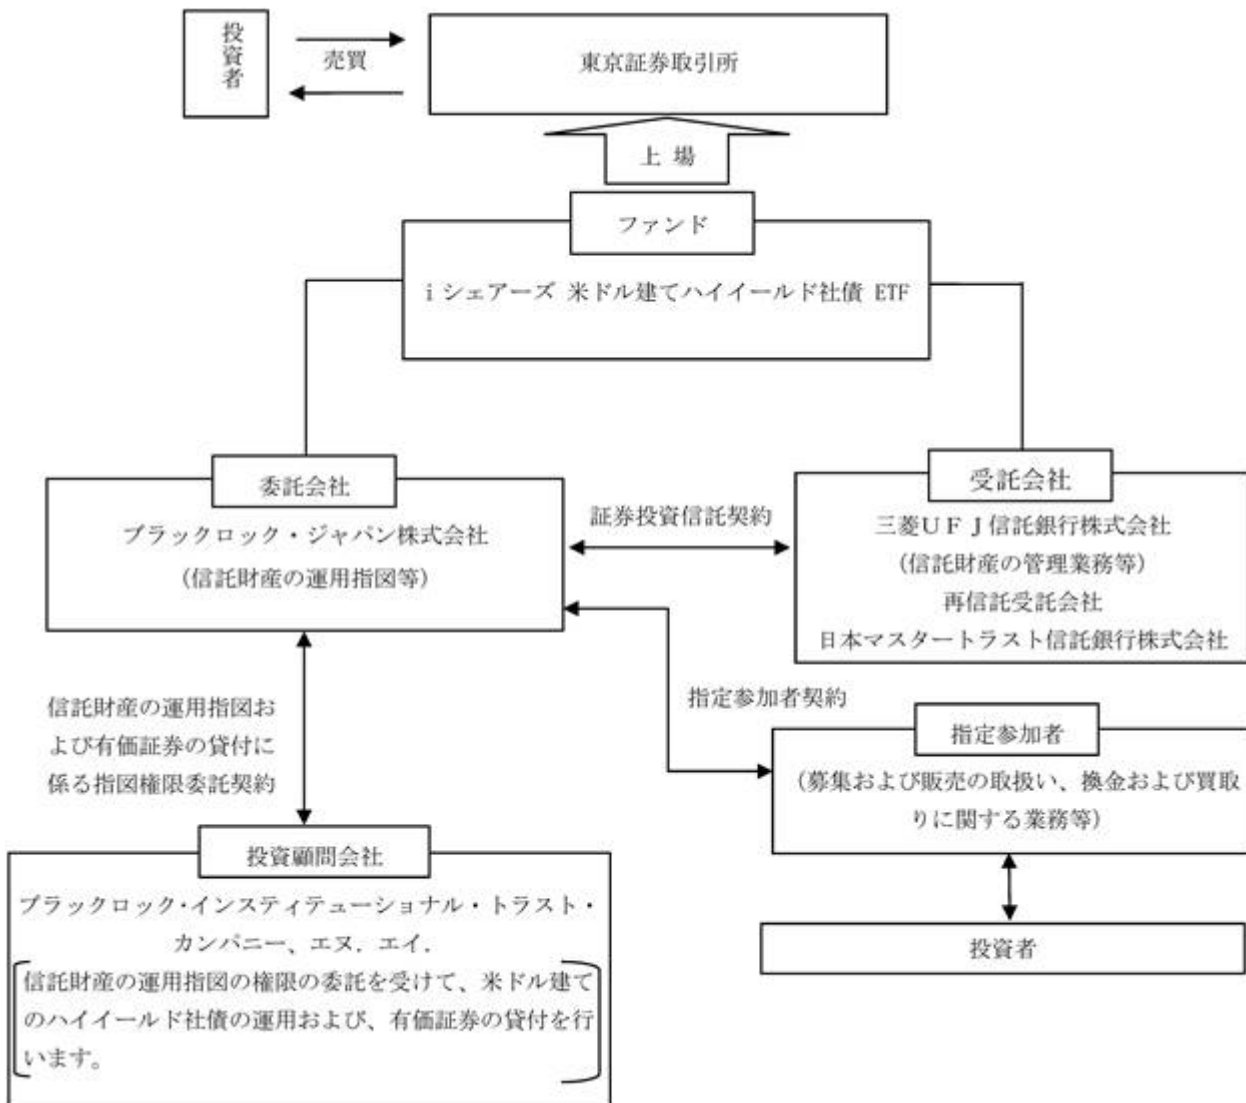 投資者
売買
東京証券取引所
上 場
ファンド
i シェアーズ 米ドル建てハイイールド社債 ETF
委託会社
ブラックロック・ジャパン株式会社
(信託財産の運用指図等)
証券投資信託契約
受託会社
三菱ＵＦＪ信託銀行株式会社
(信託財産の管理業務等)
再信託受託会社
日本マスタートラスト信託銀行株式会社
信託財産の運用指図お
よび有価証券の貸付に
係る指図権限委託契約
指定参加者契約
指定参加者
(募集および販売の取扱い、換金および買取
りに関する業務等)
投資者
投資顧問会社
ブラックロック・インスティテューショナル・トラスト・
カンパニー、エヌ．エイ．
信託財産の運用指図の権限の委託を受けて、米ドル建て
のハイイールド社債の運用および、有価証券の貸付を行
います。